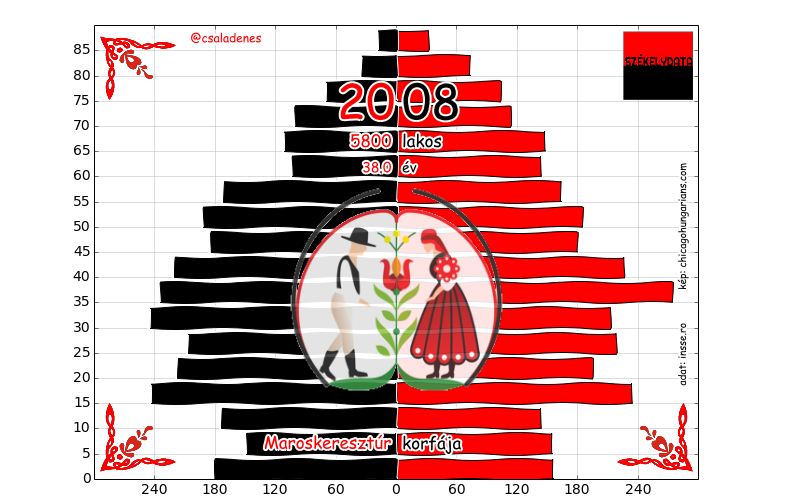 @csaladenes
SZÉKELYDATA
2008
5800 lakos
38.0 év
kép: chicagohungarians.com
adat: insse.ro
Maroskeresztúr korfája
85
80
75
70
65
60
55
50
45
40
35
30
25
20
15
10
5
0
240 180 120 60 0 60 120 180 240